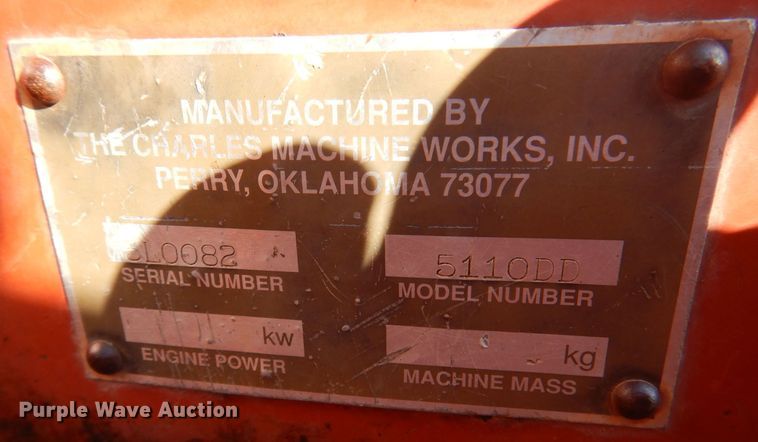 MANUFACTURED BY
THE CHARLES MACHINE WORKS, INC.
PERRY, OKLAHOMA 73077
5110DD
SERIAL NUMBER
MODEL NUMBER
kw
kg
ENGINE POWER
MACHINE MASS
Purple Wave Auction